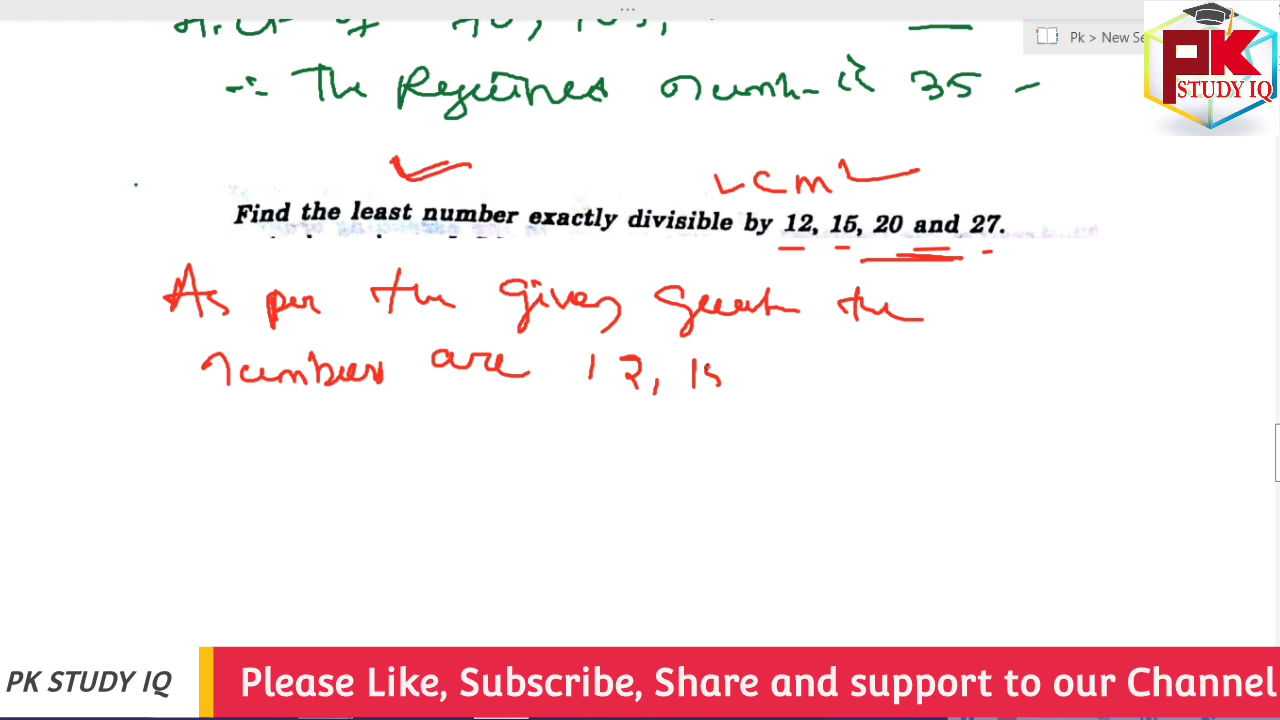 ...
Pk > New Se
PK
STUDY IQ
∴ The Required numb is 35
LCM
Find the least number exactly divisible by 12, 15, 20 and 27.
As per the given the
numbers are 12, 15
PK STUDY IQ
Please Like, Subscribe, Share and support to our Channel